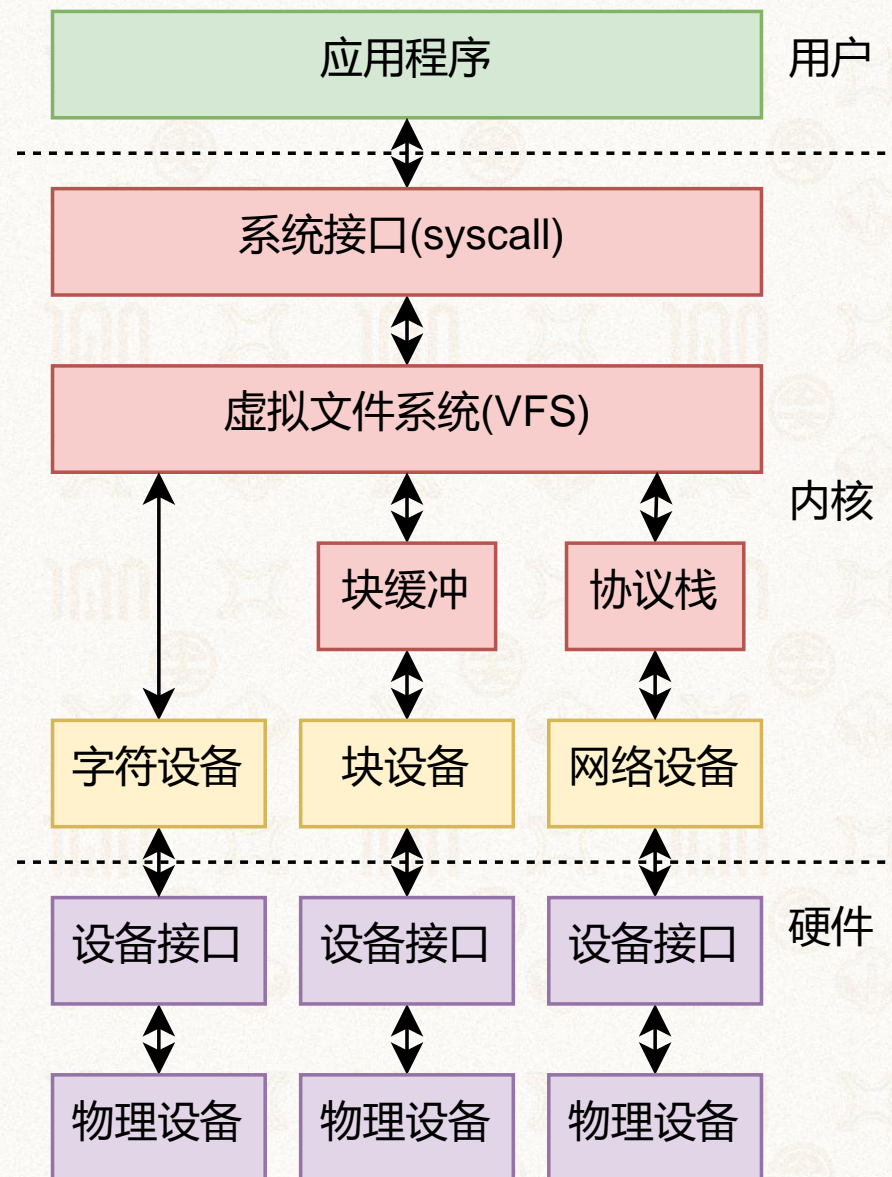 应用程序
用户
系统接口(syscall)
虚拟文件系统(VFS)
内核
块缓冲
协议栈
字符设备
块设备
网络设备
设备接口
设备接口
设备接口
硬件
物理设备
物理设备
物理设备